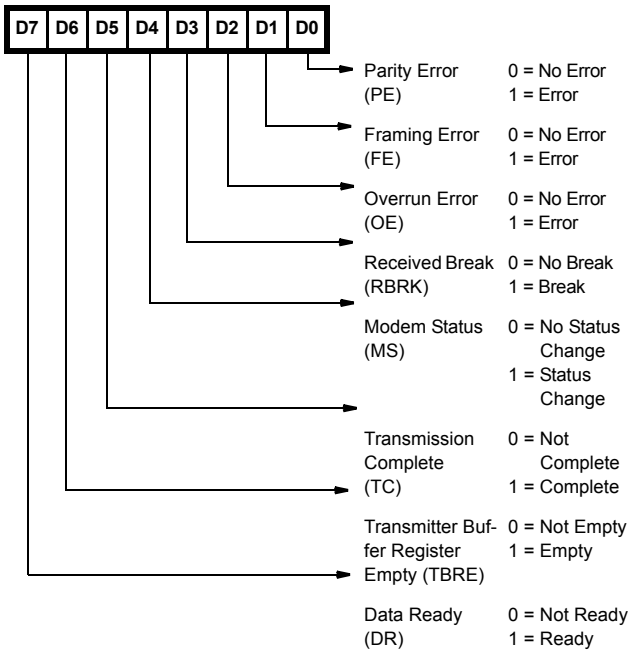 D7 D6 D5 D4 D3 D2 D1 D0
Parity Error 0 = No Error
(PE) 1 = Error
Framing Error 0 = No Error
(FE) 1 = Error
Overrun Error 0 = No Error
(OE) 1 = Error
Received Break 0 = No Break
(RBRK) 1 = Break
Modem Status 0 = No Status
(MS) Change
1 = Status
Change
Transmission 0 = Not
Complete Complete
(TC) 1 = Complete
Transmitter Buf- 0 = Not Empty
fer Register 1 = Empty
Empty (TBRE)
Data Ready 0 = Not Ready
(DR) 1 = Ready